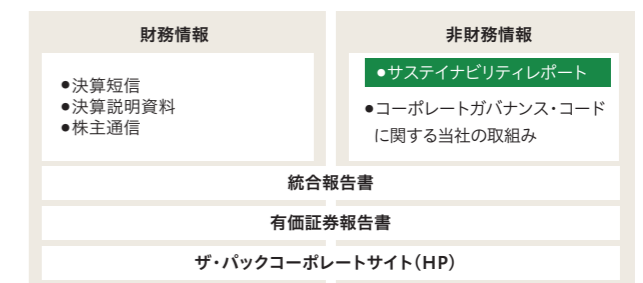 財務情報
●決算短信
●決算説明資料
●株主通信
非財務情報
●サステイナビリティレポート
●コーポレートガバナンス・コード
に関する当社の取組み
統合報告書
有価証券報告書
ザ・パックコーポレートサイト(HP)